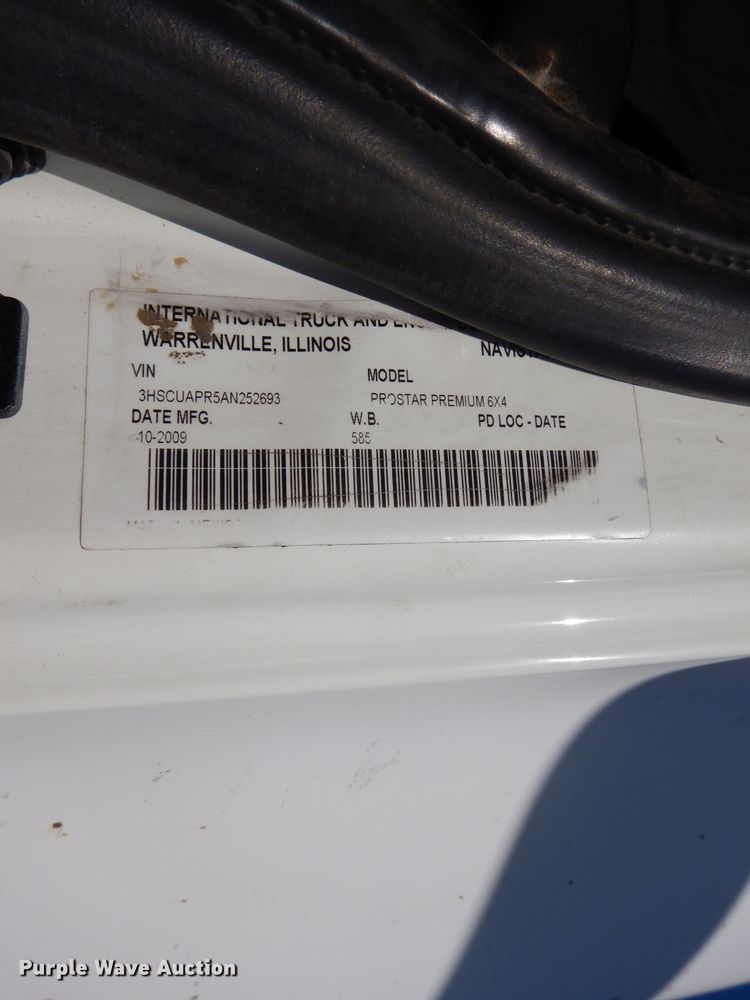 INTERNATIONAL TRUCK AND
WARRENVILLE, ILLINOIS
VIN MODEL
3HSCUAPR5AN252693 PROSTAR PREMIUM 6X4
DATE MFG. W.B. PD LOC - DATE
10-2009 585
Purple Wave Auction